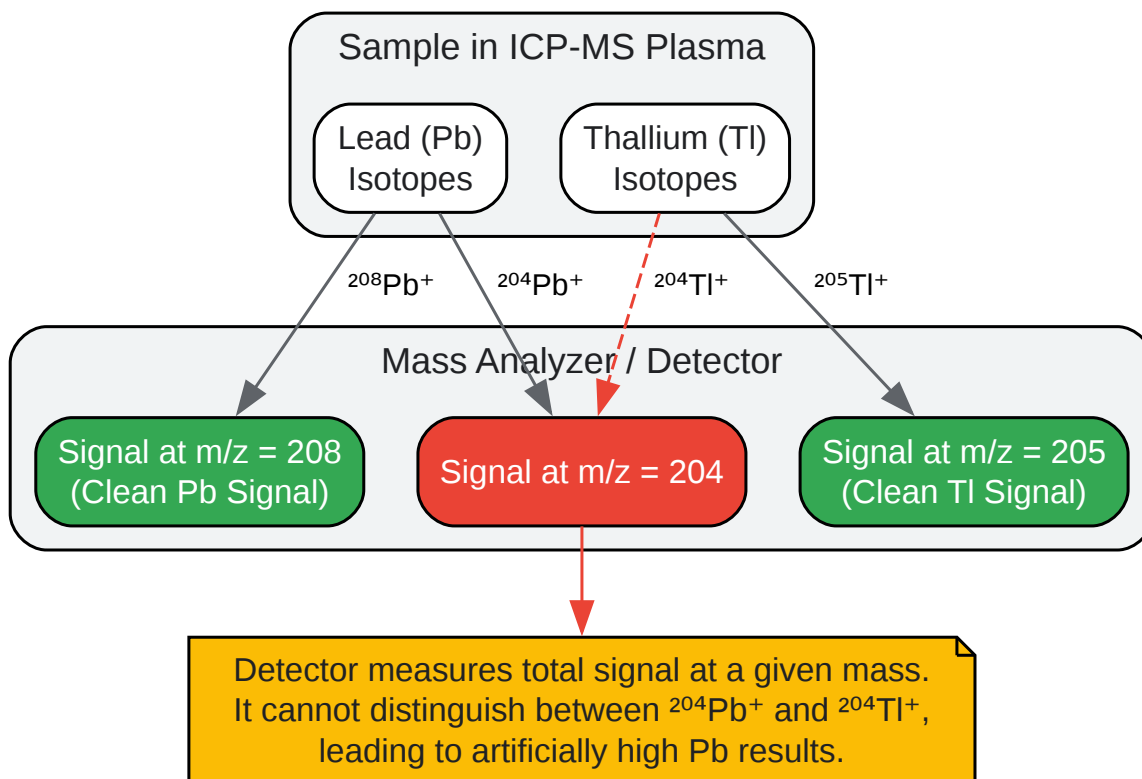 Sample in ICP-MS Plasma
Lead (Pb)
Isotopes
Thallium (Tl)
Isotopes
²⁰⁸Pb⁺
²⁰⁴Pb⁺
²⁰⁴Tl⁺
²⁰⁵Tl⁺
Mass Analyzer / Detector
Signal at m/z = 208
(Clean Pb Signal)
Signal at m/z = 204
Signal at m/z = 205
(Clean Tl Signal)
Detector measures total signal at a given mass.
It cannot distinguish between ²⁰⁴Pb⁺ and ²⁰⁴Tl⁺,
leading to artificially high Pb results.